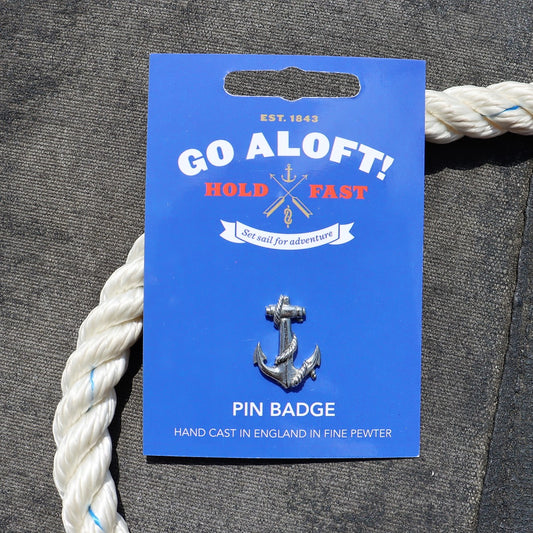 EST. 1843
GO ALOFT!
HOLD FAST
Set sail for adventure
PIN BADGE
HAND CAST IN ENGLAND IN FINE PEWTER